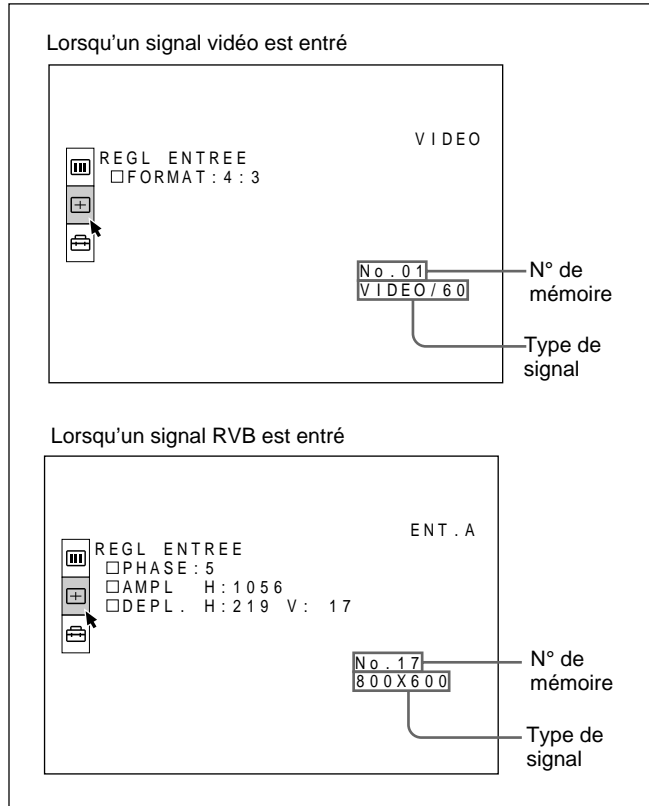 Lorsqu'un signal vidéo est entré
VIDEO
REGL ENTREE
□FORMAT:4:3
No.01
VIDEO/60
N° de
mémoire
Type de
signal
Lorsqu'un signal RVB est entré
ENT.A
REGL ENTREE
□PHASE:5
□AMPL H:1056
□DEPL. H:219 V: 17
No.17
800X600
N° de
mémoire
Type de
signal